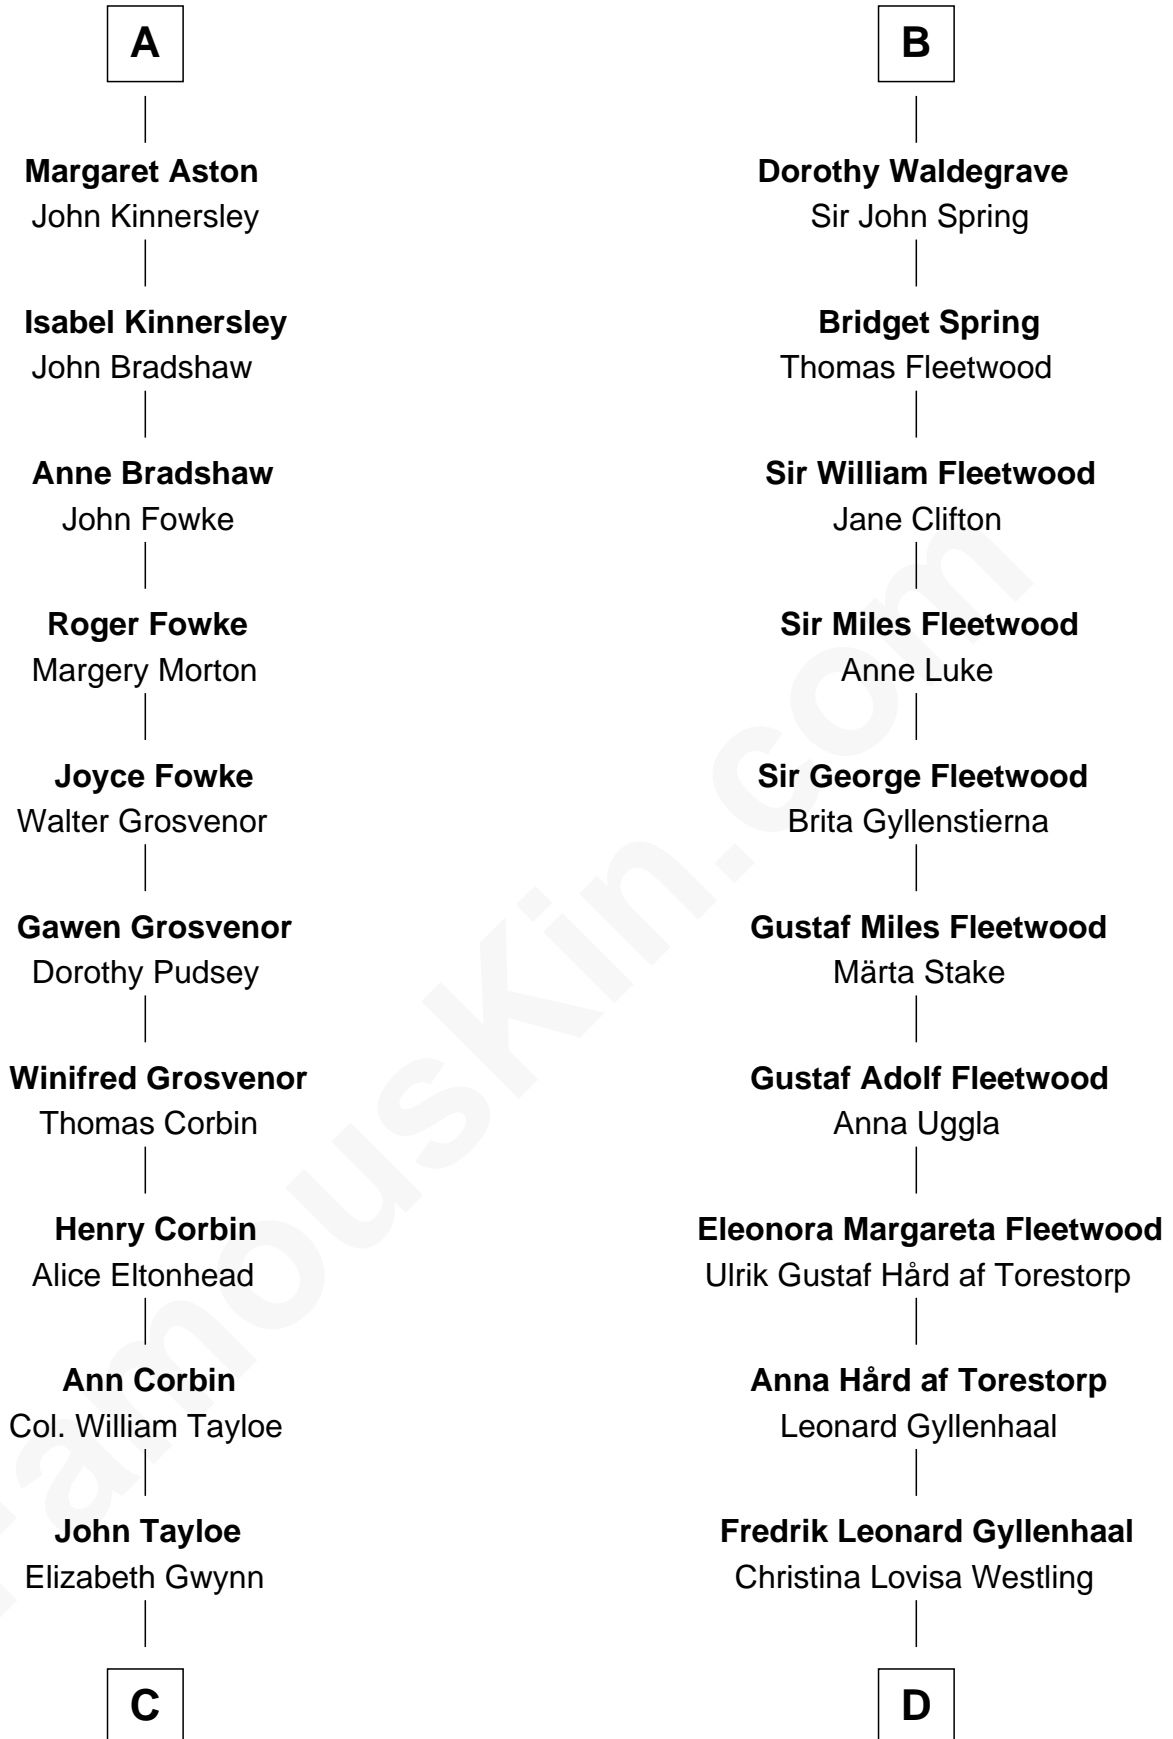 A
Margaret Aston
John Kinnersley
Isabel Kinnersley
John Bradshaw
Anne Bradshaw
John Fowke
Roger Fowke
Margery Morton
Joyce Fowke
Walter Grosvenor
Gawen Grosvenor
Dorothy Pudsey
Winifred Grosvenor
Thomas Corbin
Henry Corbin
Alice Eltonhead
Ann Corbin
Col. William Tayloe
John Tayloe
Elizabeth Gwynn
C
B
Dorothy Waldegrave
Sir John Spring
Bridget Spring
Thomas Fleetwood
Sir William Fleetwood
Jane Clifton
Sir Miles Fleetwood
Anne Luke
Sir George Fleetwood
Brita Gyllenstierna
Gustaf Miles Fleetwood
Märta Stake
Gustaf Adolf Fleetwood
Anna Uggla
Eleonora Margareta Fleetwood
Ulrik Gustaf Hård af Torestorp
Anna Hård af Torestorp
Leonard Gyllenhaal
Fredrik Leonard Gyllenhaal
Christina Lovisa Westling
D
FamousKin.com